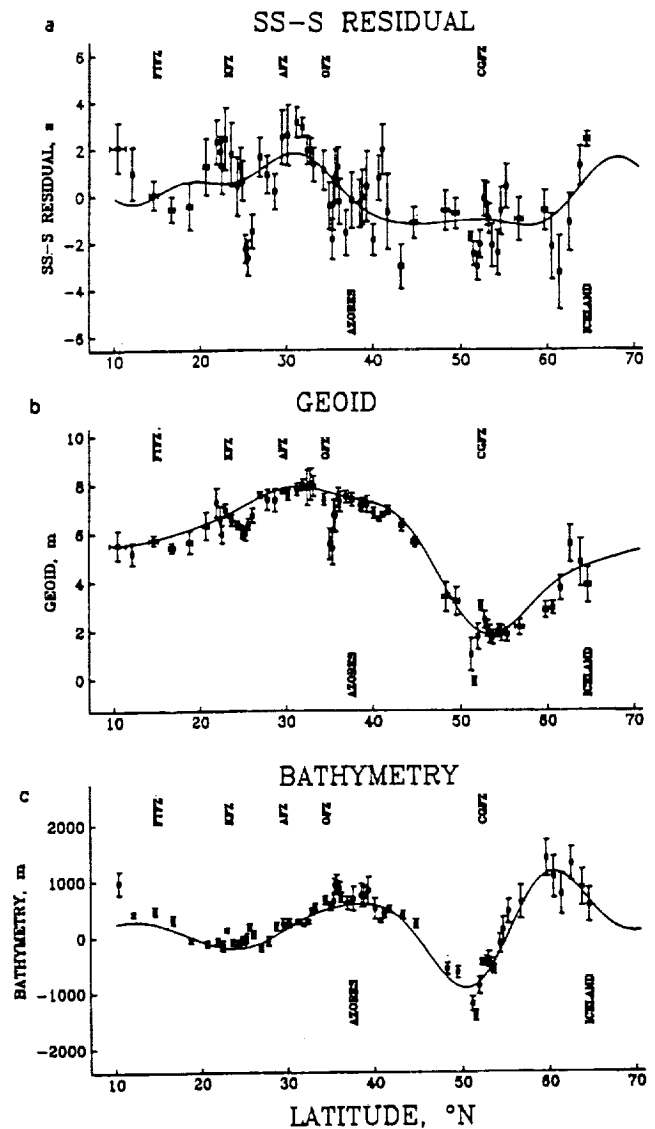 a
SS-S RESIDUAL
FTFZ
KFZ
AFZ
OFZ
CGFZ
6
4
2
0
-2
-4
-6
SS-S RESIDUAL, s
AZORES
ICELAND
10 20 30 40 50 60 70
b
GEOID
FTFZ
KFZ
AFZ
OFZ
CGFZ
10
8
6
4
2
0
GEOID, m
AZORES
ICELAND
10 20 30 40 50 60 70
c
BATHYMETRY
FTFZ
KFZ
AFZ
OFZ
CGFZ
2000
1000
0
-1000
-2000
BATHYMETRY, m
AZORES
ICELAND
10 20 30 40 50 60 70
LATITUDE, °N